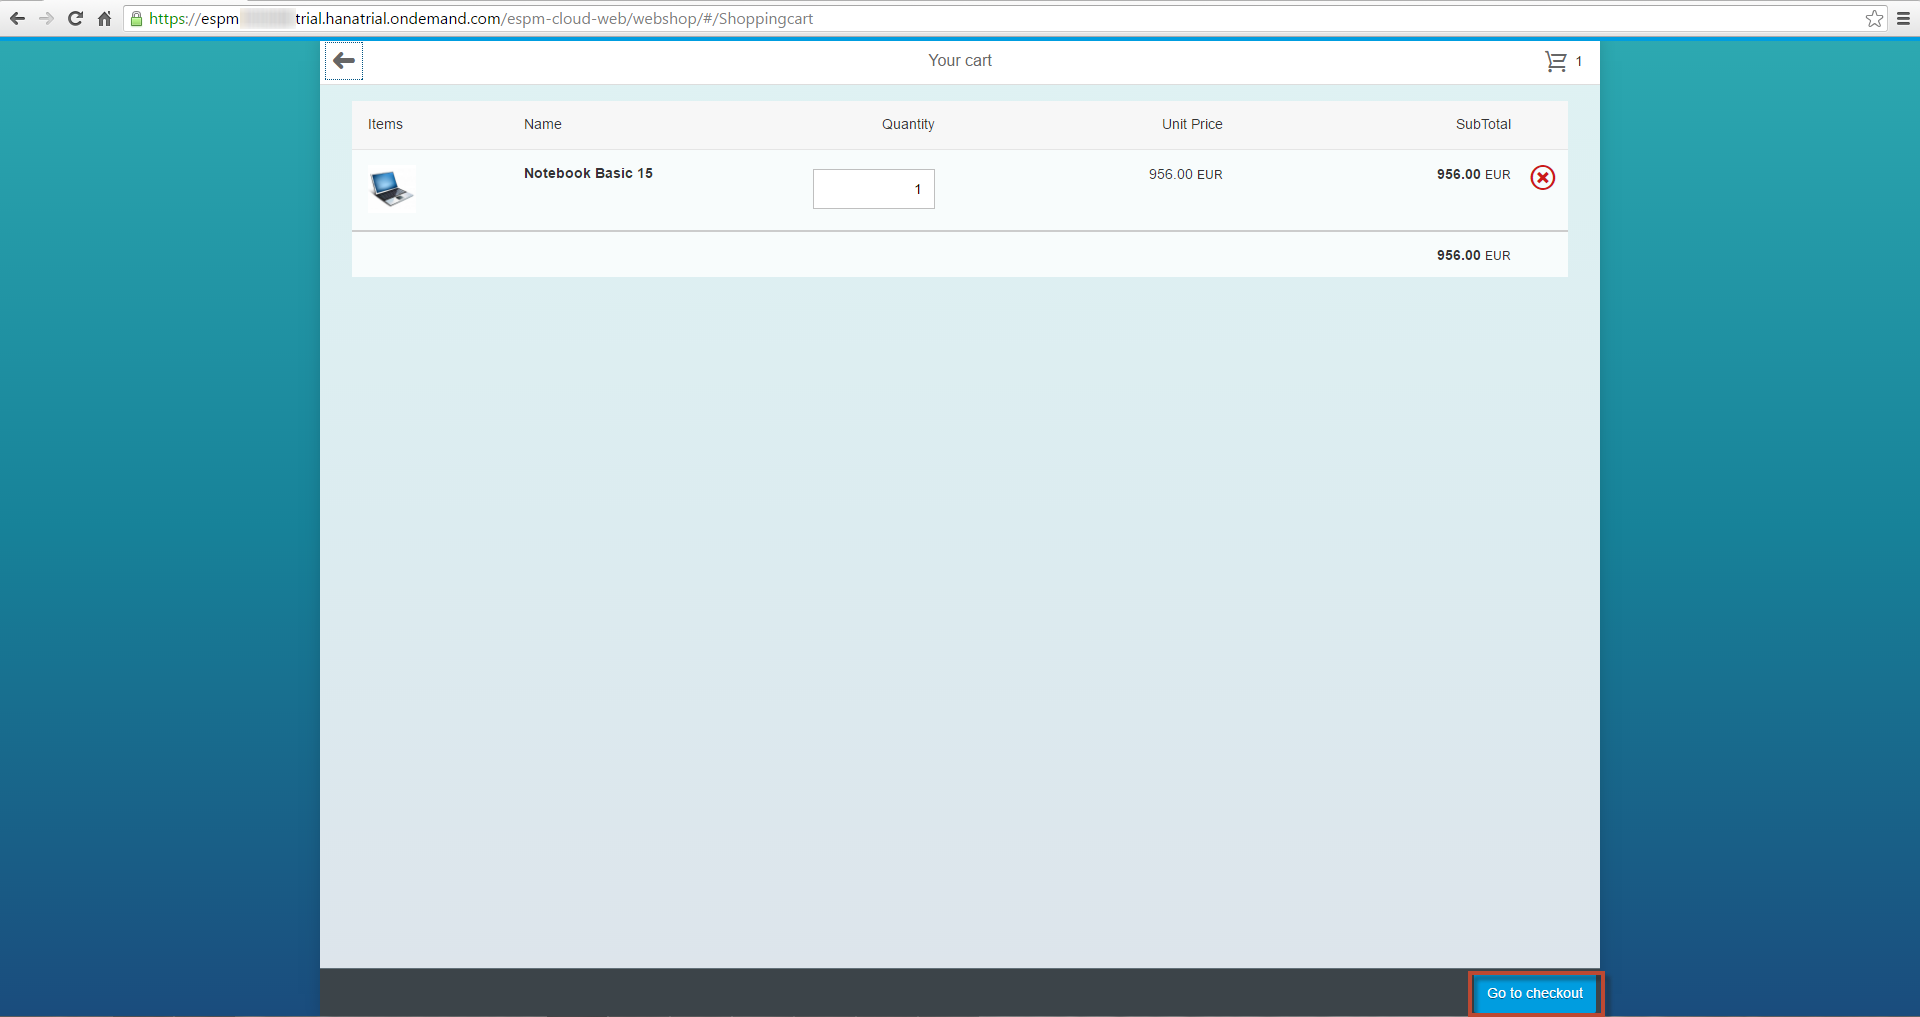 https://espm trial.hanatrial.ondemand.com/espm-cloud-web/webshop/#/Shoppingcart
Your cart 1
Items Name Quantity Unit Price SubTotal
Notebook Basic 15 1 956.00 EUR 956.00 EUR
956.00 EUR
Go to checkout